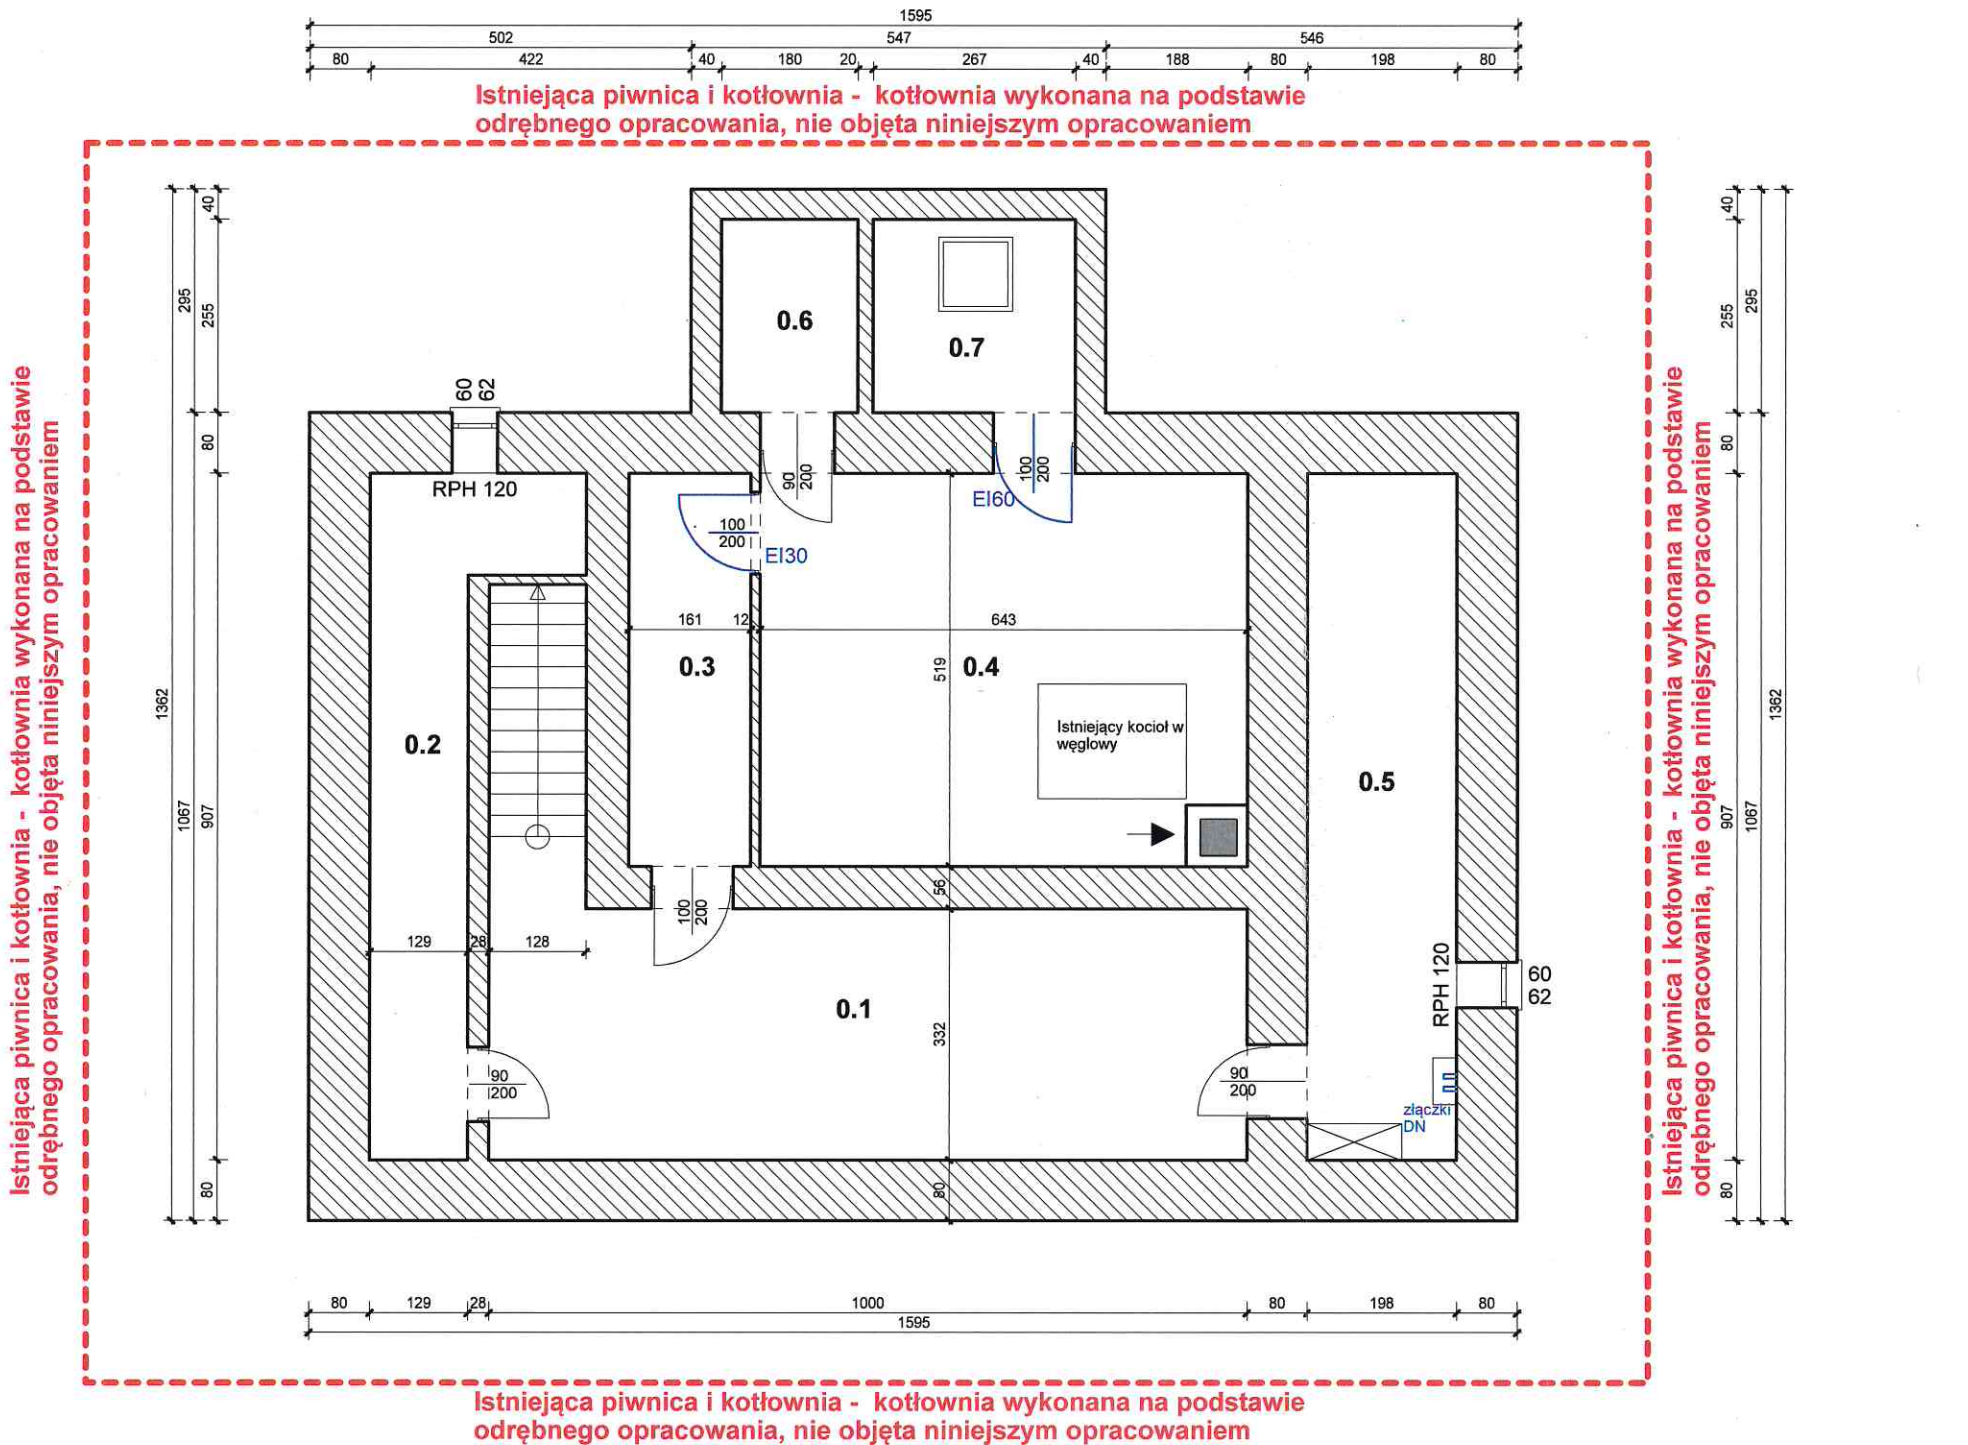 1595
502 547 546
80 422 40 180 20 267 40 188 80 198 80
Istniejąca piwnica i kotłownia - kotłownia wykonana na podstawie
odrębnego opracowania, nie objęta niniejszym opracowaniem
Istniejąca piwnica i kotłownia - kotłownia wykonana na podstawie
odrębnego opracowania, nie objęta niniejszym opracowaniem
1362
295
1067
40
255
80
907
80
60
62
RPH 120
0.6
0.7
90
200
100
200
EI60
100
200
EI30
161 12 643
0.3
519
0.4
Istniejący kocioł w
węglowy
0.2
0.5
56
100
200
129 28 128
0.1
332
RPH 120
60
62
90
200
90
200
złączki
DN
80
40
255
80
907
80
295
1067
1362
Istniejąca piwnica i kotłownia - kotłownia wykonana na podstawie
odrębnego opracowania, nie objęta niniejszym opracowaniem
80 129 28 1000 80 198 80
1595
Istniejąca piwnica i kotłownia - kotłownia wykonana na podstawie
odrębnego opracowania, nie objęta niniejszym opracowaniem